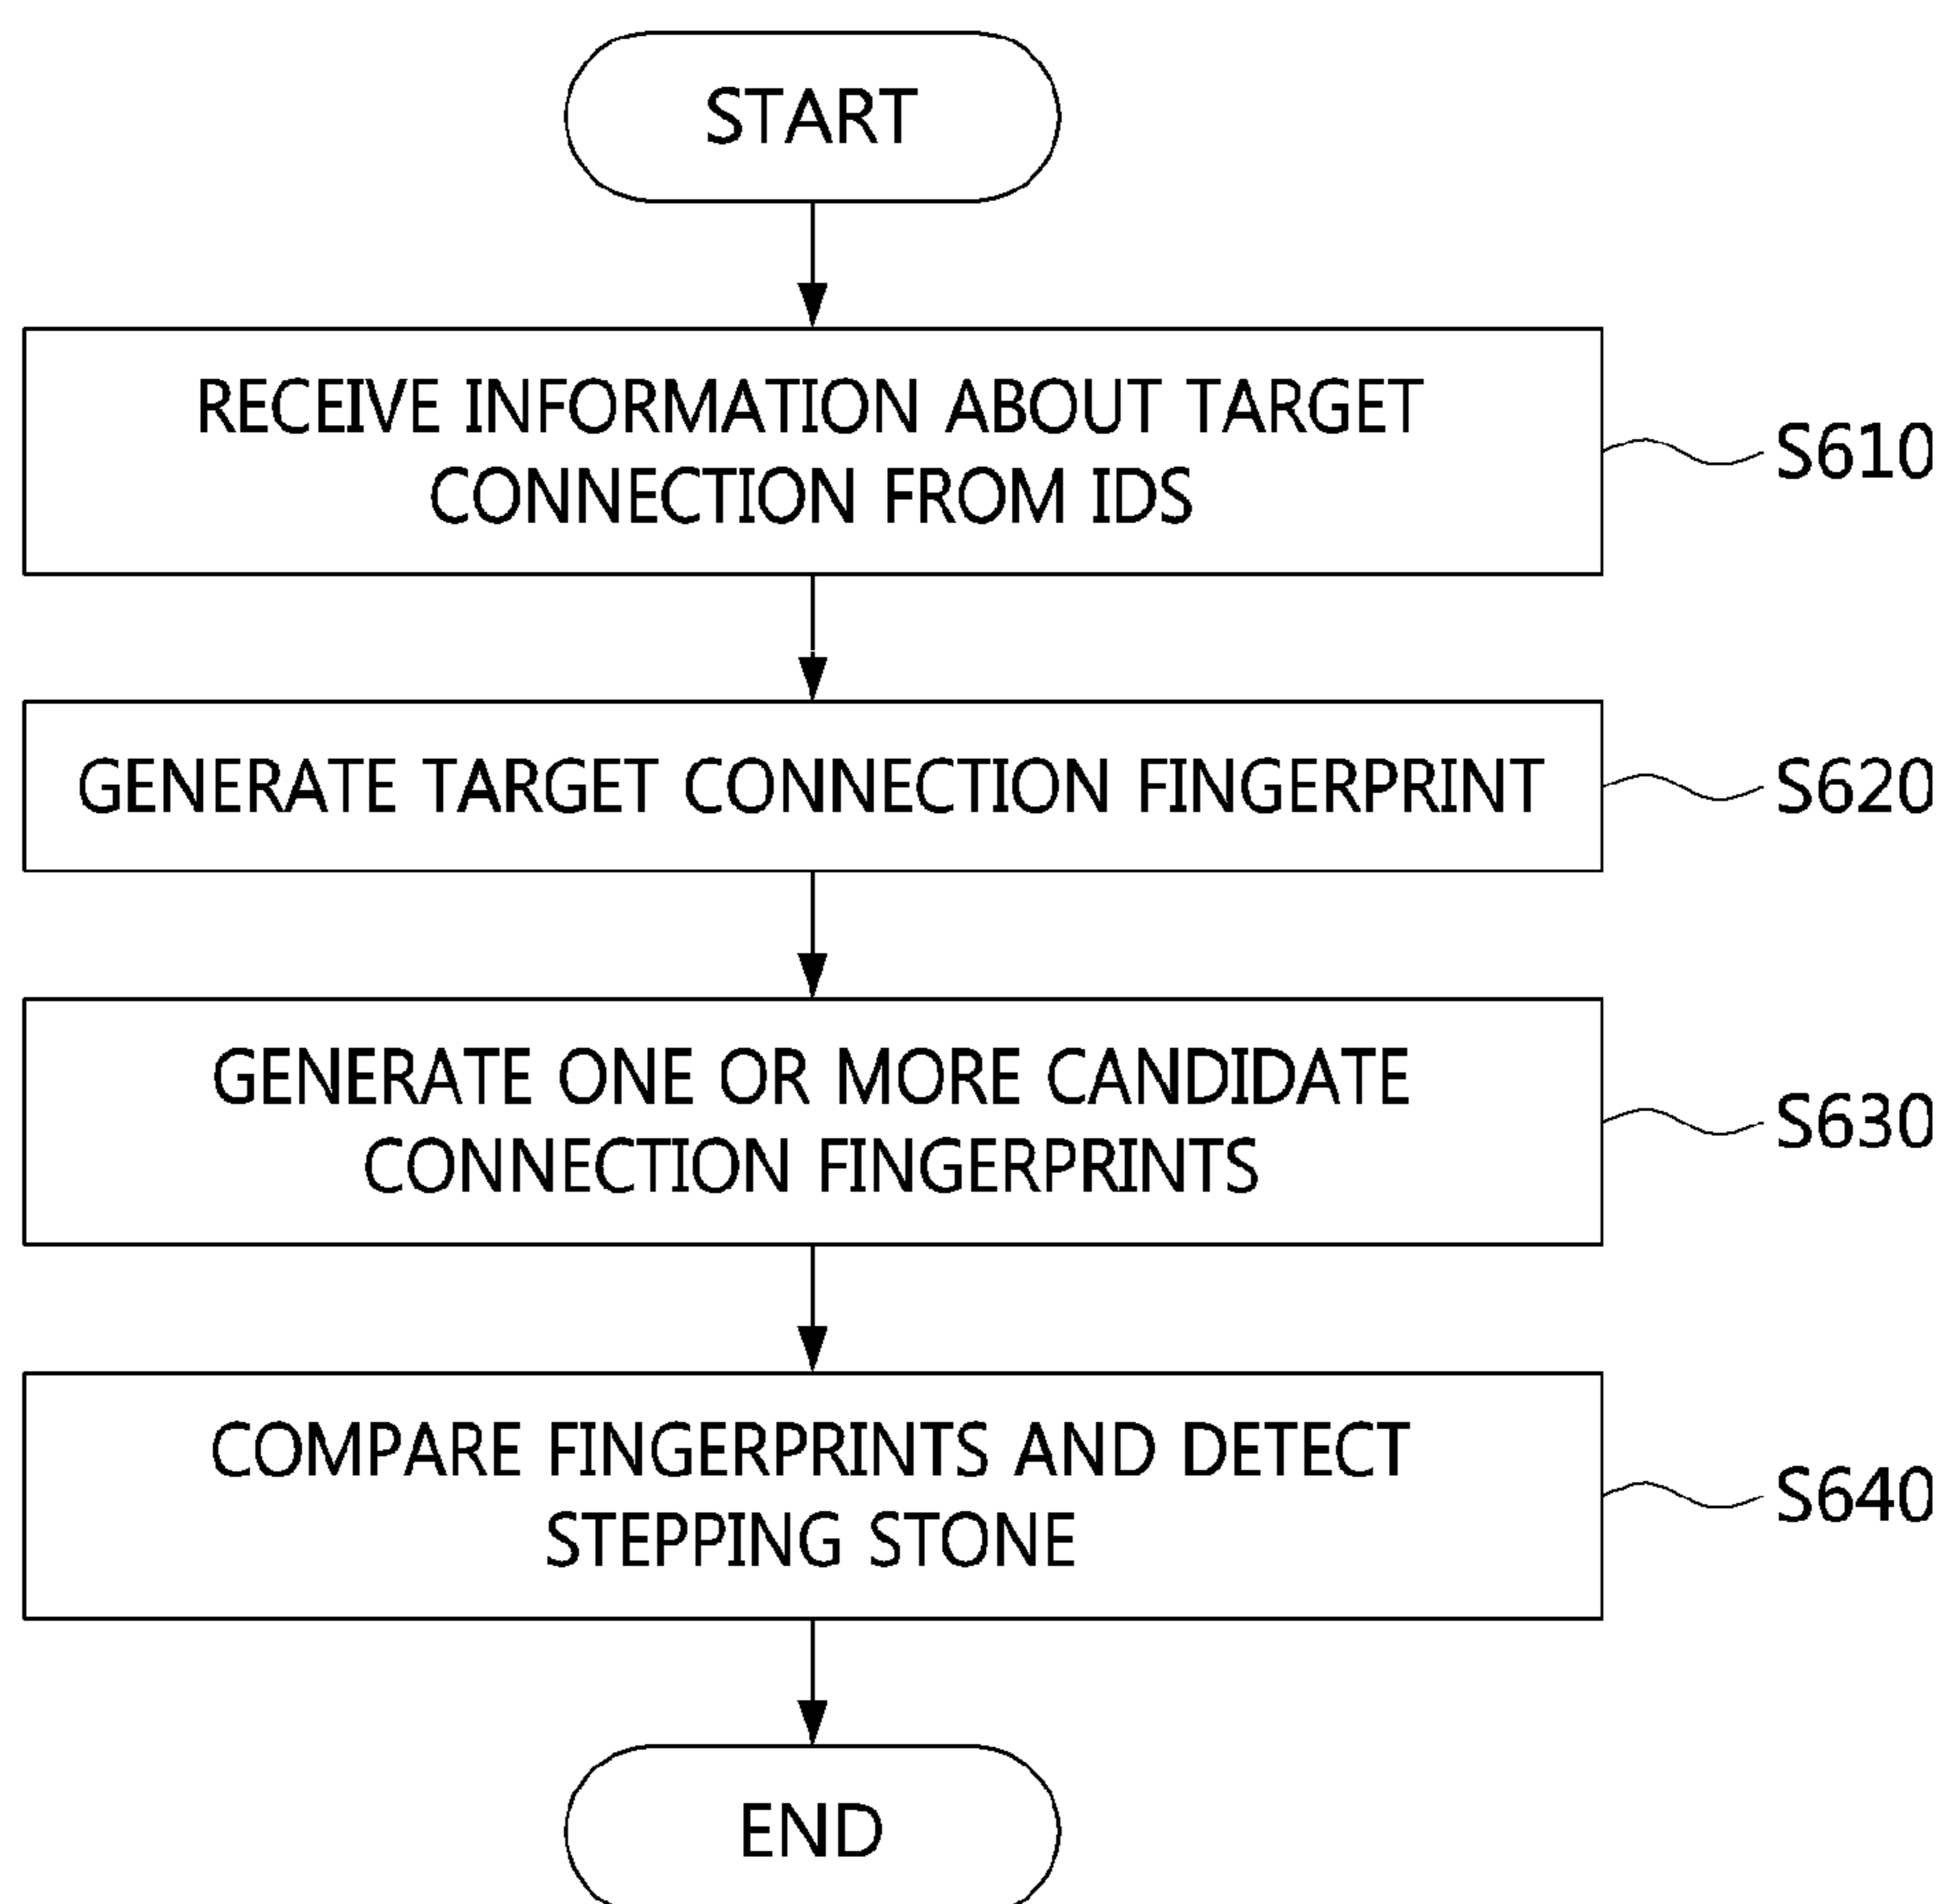 START
RECEIVE INFORMATION ABOUT TARGET
CONNECTION FROM IDS
S610
GENERATE TARGET CONNECTION FINGERPRINT
S620
GENERATE ONE OR MORE CANDIDATE
CONNECTION FINGERPRINTS
S630
COMPARE FINGERPRINTS AND DETECT
STEPPING STONE
S640
END